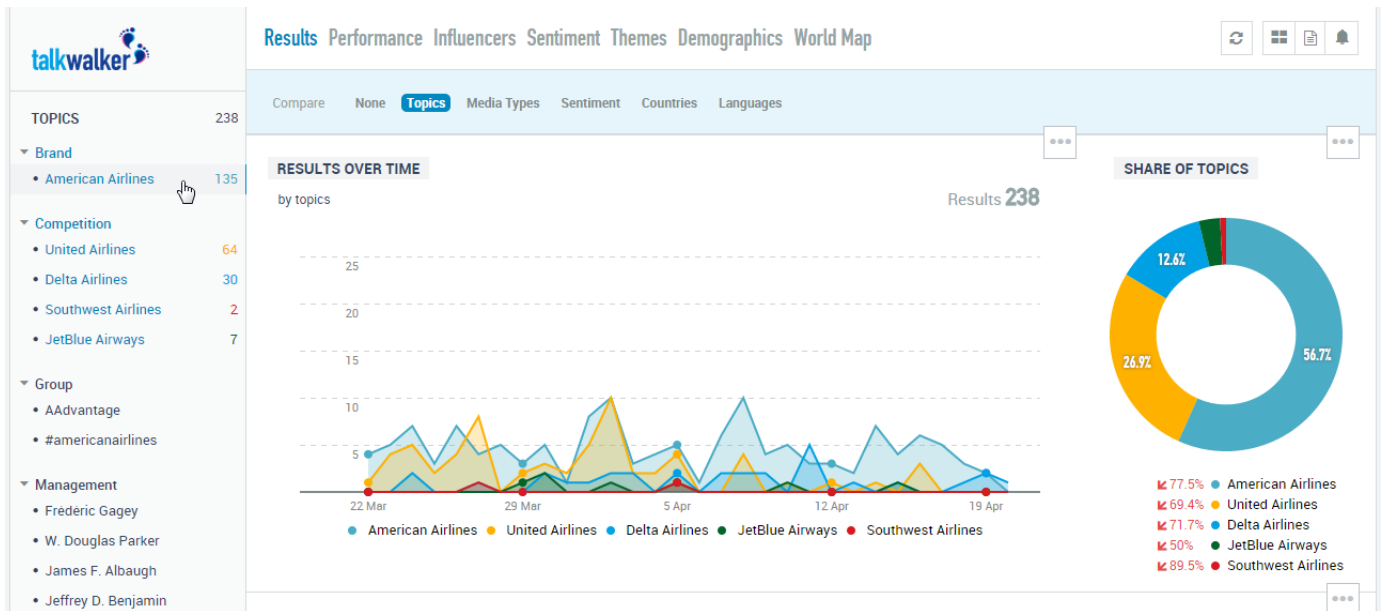 talkwalker
Results Performance Influencers Sentiment Themes Demographics World Map
Compare None Topics Media Types Sentiment Countries Languages
TOPICS 238
Brand
• American Airlines 135
Competition
• United Airlines 64
• Delta Airlines 30
• Southwest Airlines 2
• JetBlue Airways 7
Group
• AAdvantage
• #americanairlines
Management
• Fréderic Gagey
• W. Douglas Parker
• James F. Albaugh
• Jeffrey D. Benjamin
RESULTS OVER TIME
by topics
Results 238
25
20
15
10
5
22 Mar 29 Mar 5 Apr 12 Apr 19 Apr
American Airlines United Airlines Delta Airlines JetBlue Airways Southwest Airlines
SHARE OF TOPICS
12.6%
56.7%
26.9%
77.5% American Airlines
69.4% United Airlines
71.7% Delta Airlines
50% JetBlue Airways
89.5% Southwest Airlines